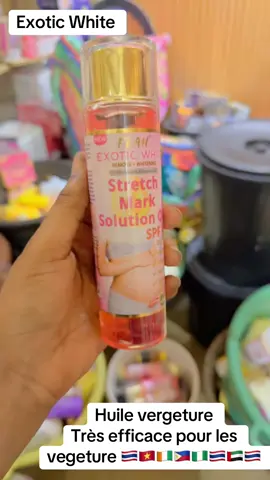 Exotic White
EXOTIC WH
Stretch
Mark
Solution O
SPF
Huile vergeture
Très efficace pour les
vegeture 🇹🇭🇻🇳🇨🇮🇵🇭🇳🇬🇹🇭🇦🇪🇹🇭